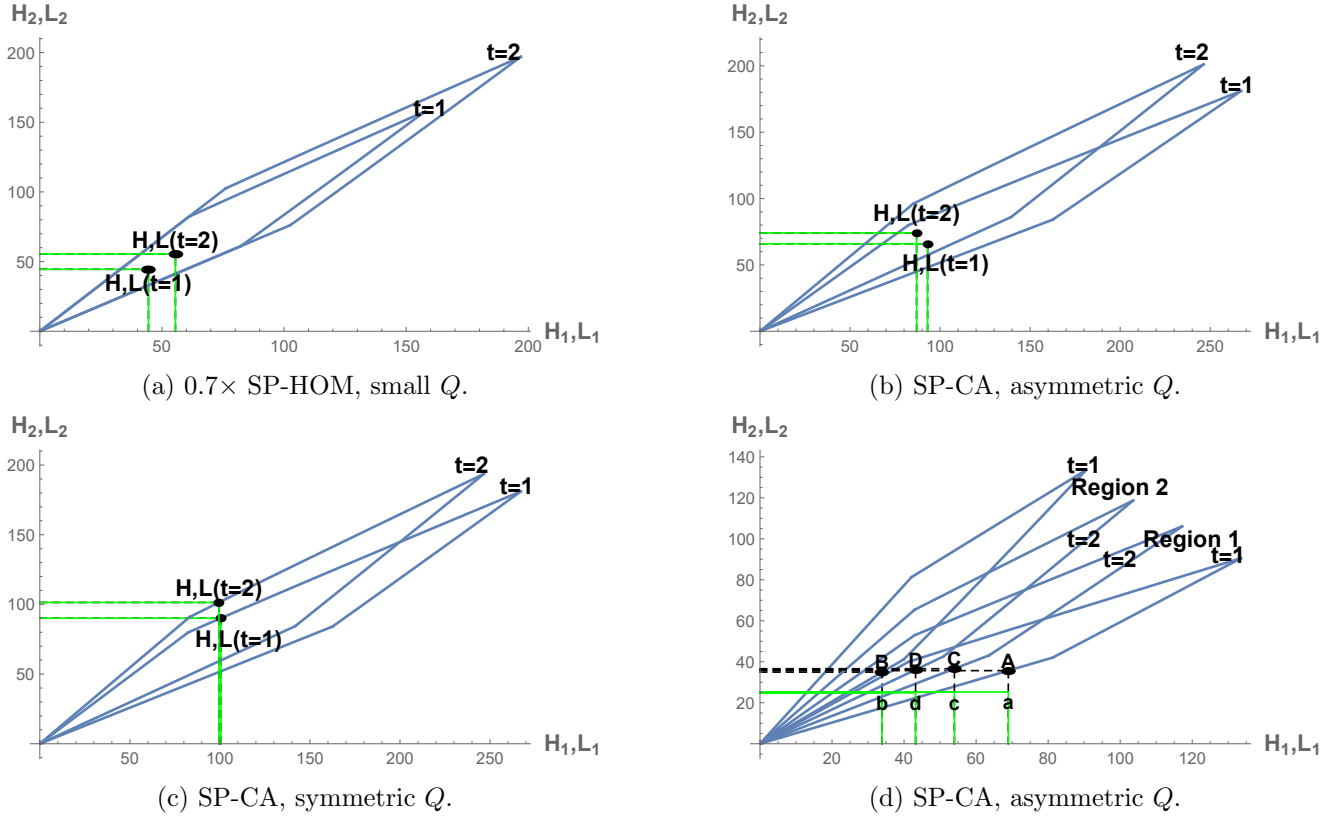 H₂,L₂
200
150
100
50
t=2
t=1
H,L(t=2)
H,L(t=1)
50
100
150
200
H₁,L₁
(a) 0.7× SP-HOM, small Q.
H₂,L₂
200
150
100
50
t=2
t=1
H,L(t=2)
H,L(t=1)
50
100
150
200
250
H₁,L₁
(b) SP-CA, asymmetric Q.
H₂,L₂
200
150
100
50
t=2
t=1
H,L(t=2)
H,L(t=1)
50
100
150
200
250
H₁,L₁
(c) SP-CA, symmetric Q.
H₂,L₂
140
120
100
80
60
40
20
t=1
Region 2
t=2
Region 1
t=2
t=1
B
D
C
A
b
d
c
a
20
40
60
80
100
120
H₁,L₁
(d) SP-CA, asymmetric Q.